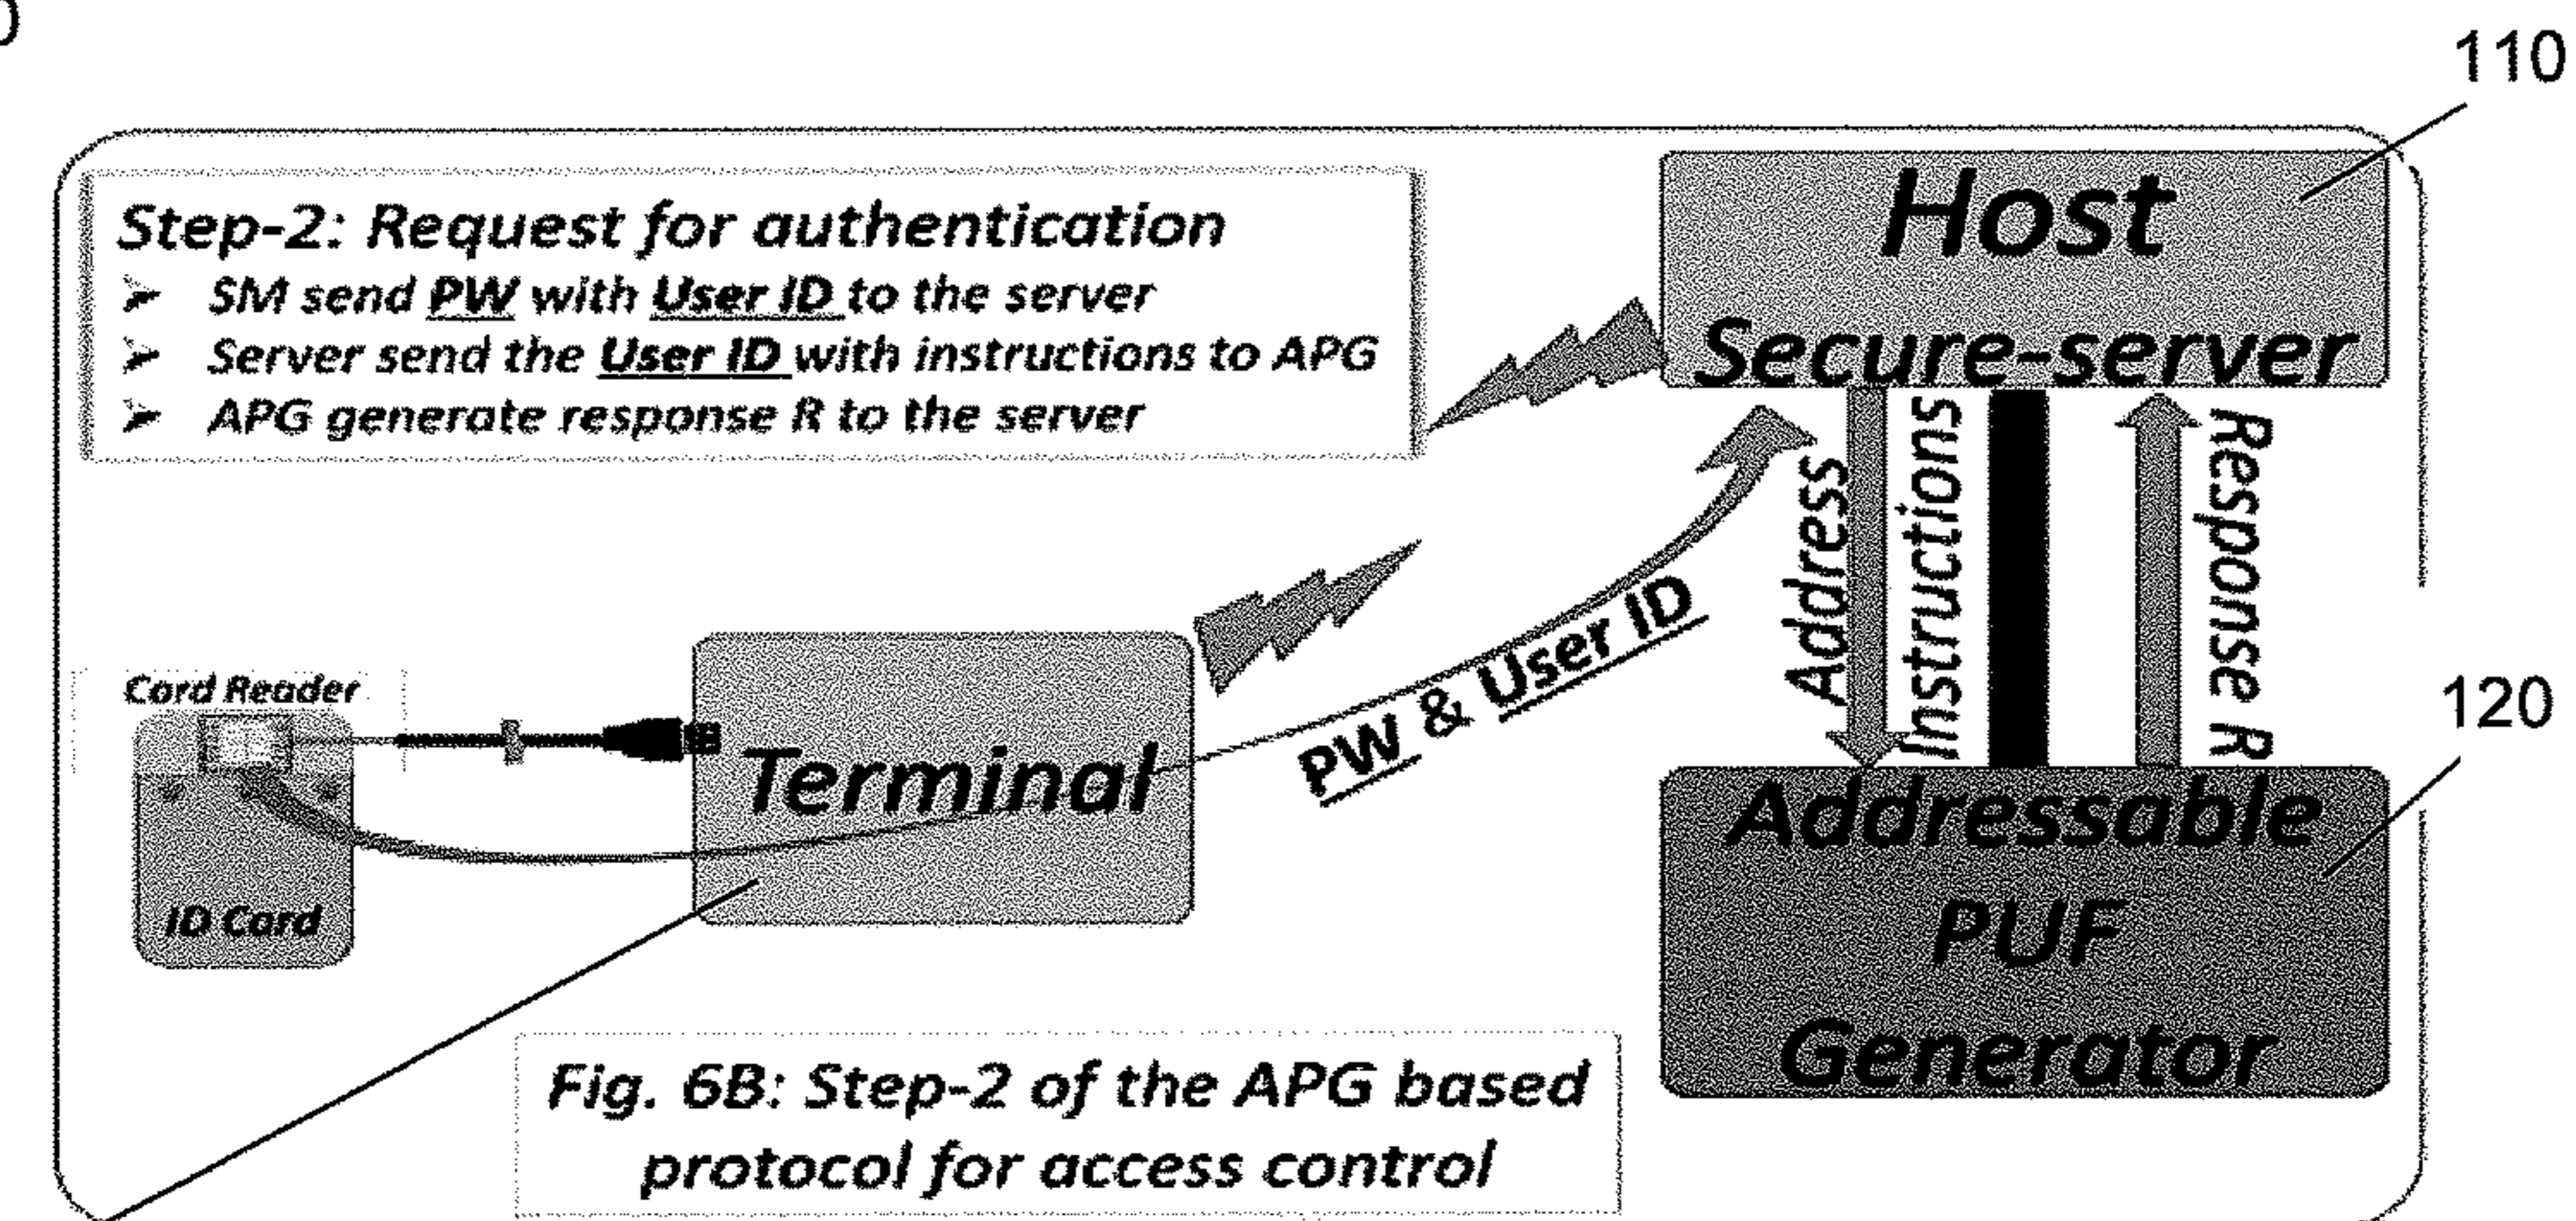 110
Step-2: Request for authentication
➢ SM send PW with User ID to the server
➢ Server send the User ID with instructions to APG
➢ APG generate response R to the server
Host
Secure-server
Address
Instructions
Response R
PW & User ID
Card Reader
ID Card
Terminal
120
Addressable
PUF
Generator
Fig. 6B: Step-2 of the APG based
protocol for access control